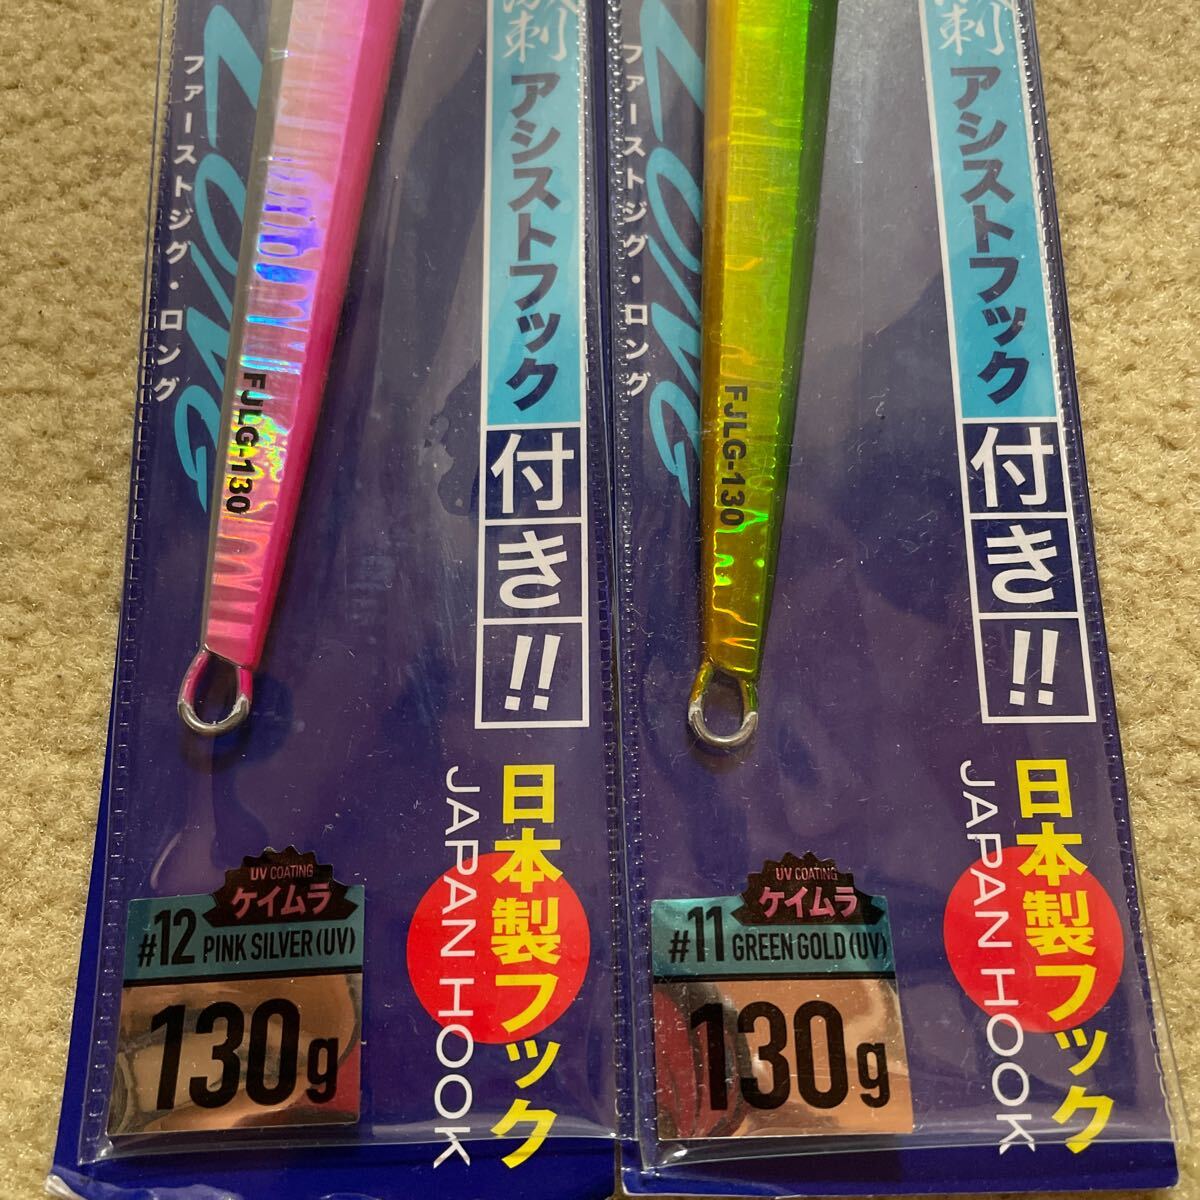 LONG
ファーストジグ・ロング
FJLG-130
刺
アシストフック
付き!!
日本製フック
JAPAN HOOK
UV COATING
ケイムラ
#12 PINK SILVER(UV)
130g
LONG
ファーストジグ・ロング
FJLG-130
刺
アシストフック
付き!!
日本製フック
JAPAN HOOK
UV COATING
ケイムラ
#11 GREEN GOLD(UV)
130g